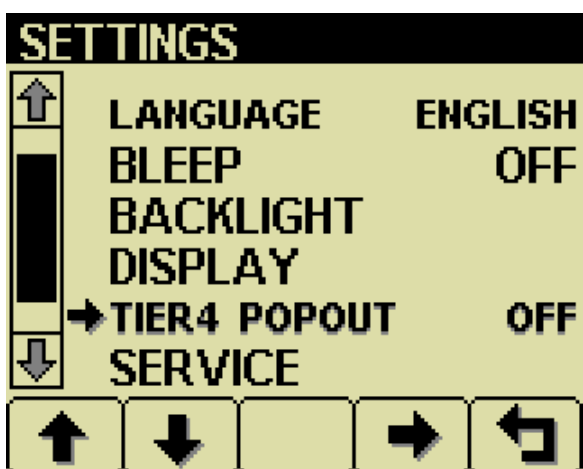 SETTINGS
LANGUAGE ENGLISH
BLEEP OFF
BACKLIGHT
DISPLAY
TIER4 POPOUT OFF
SERVICE